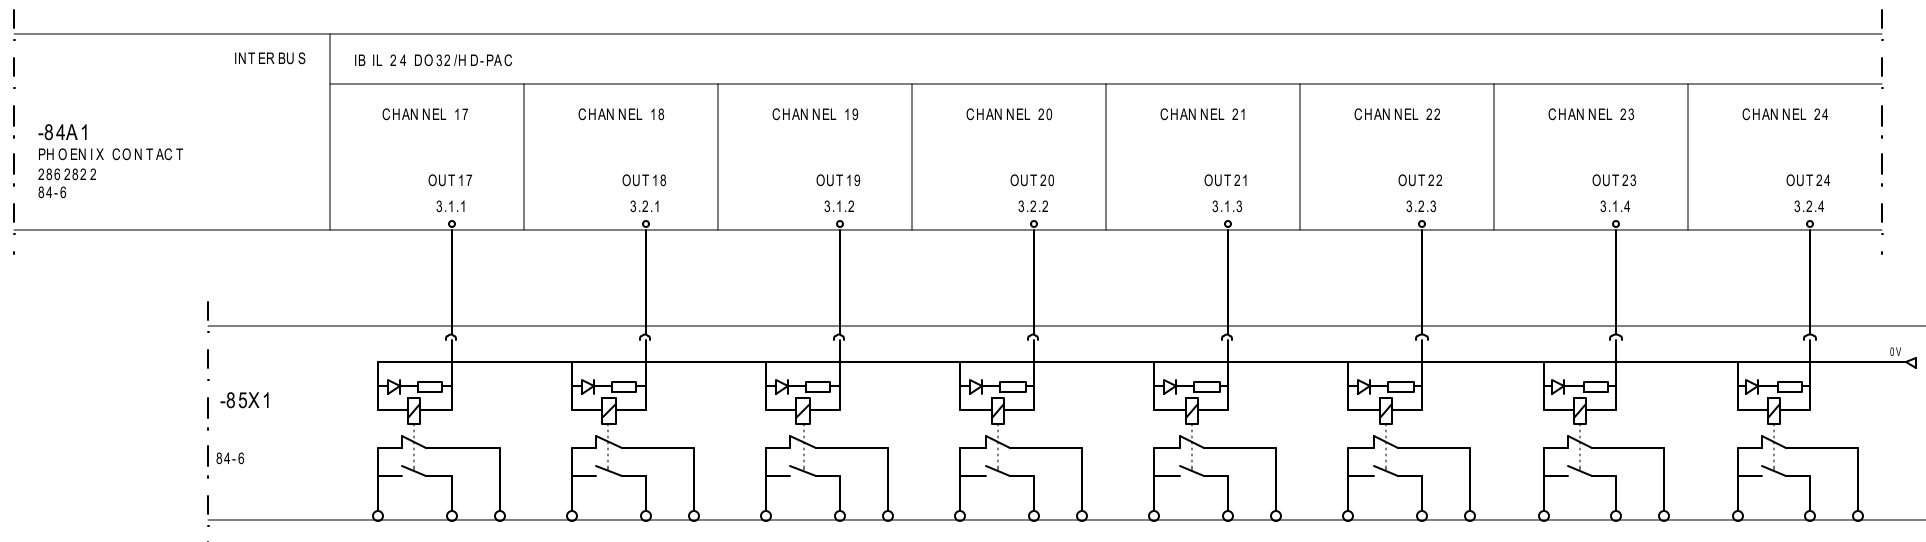 INTERBUS
IB IL 24 DO32/HD-PAC
CHANNEL 17
CHANNEL 18
CHANNEL 19
CHANNEL 20
CHANNEL 21
CHANNEL 22
CHANNEL 23
CHANNEL 24
-84A1
PHOENIX CONTACT
2862822
84-6
OUT17
OUT18
OUT19
OUT20
OUT21
OUT22
OUT23
OUT24
3.1.1
3.2.1
3.1.2
3.2.2
3.1.3
3.2.3
3.1.4
3.2.4
0V
-85X1
84-6